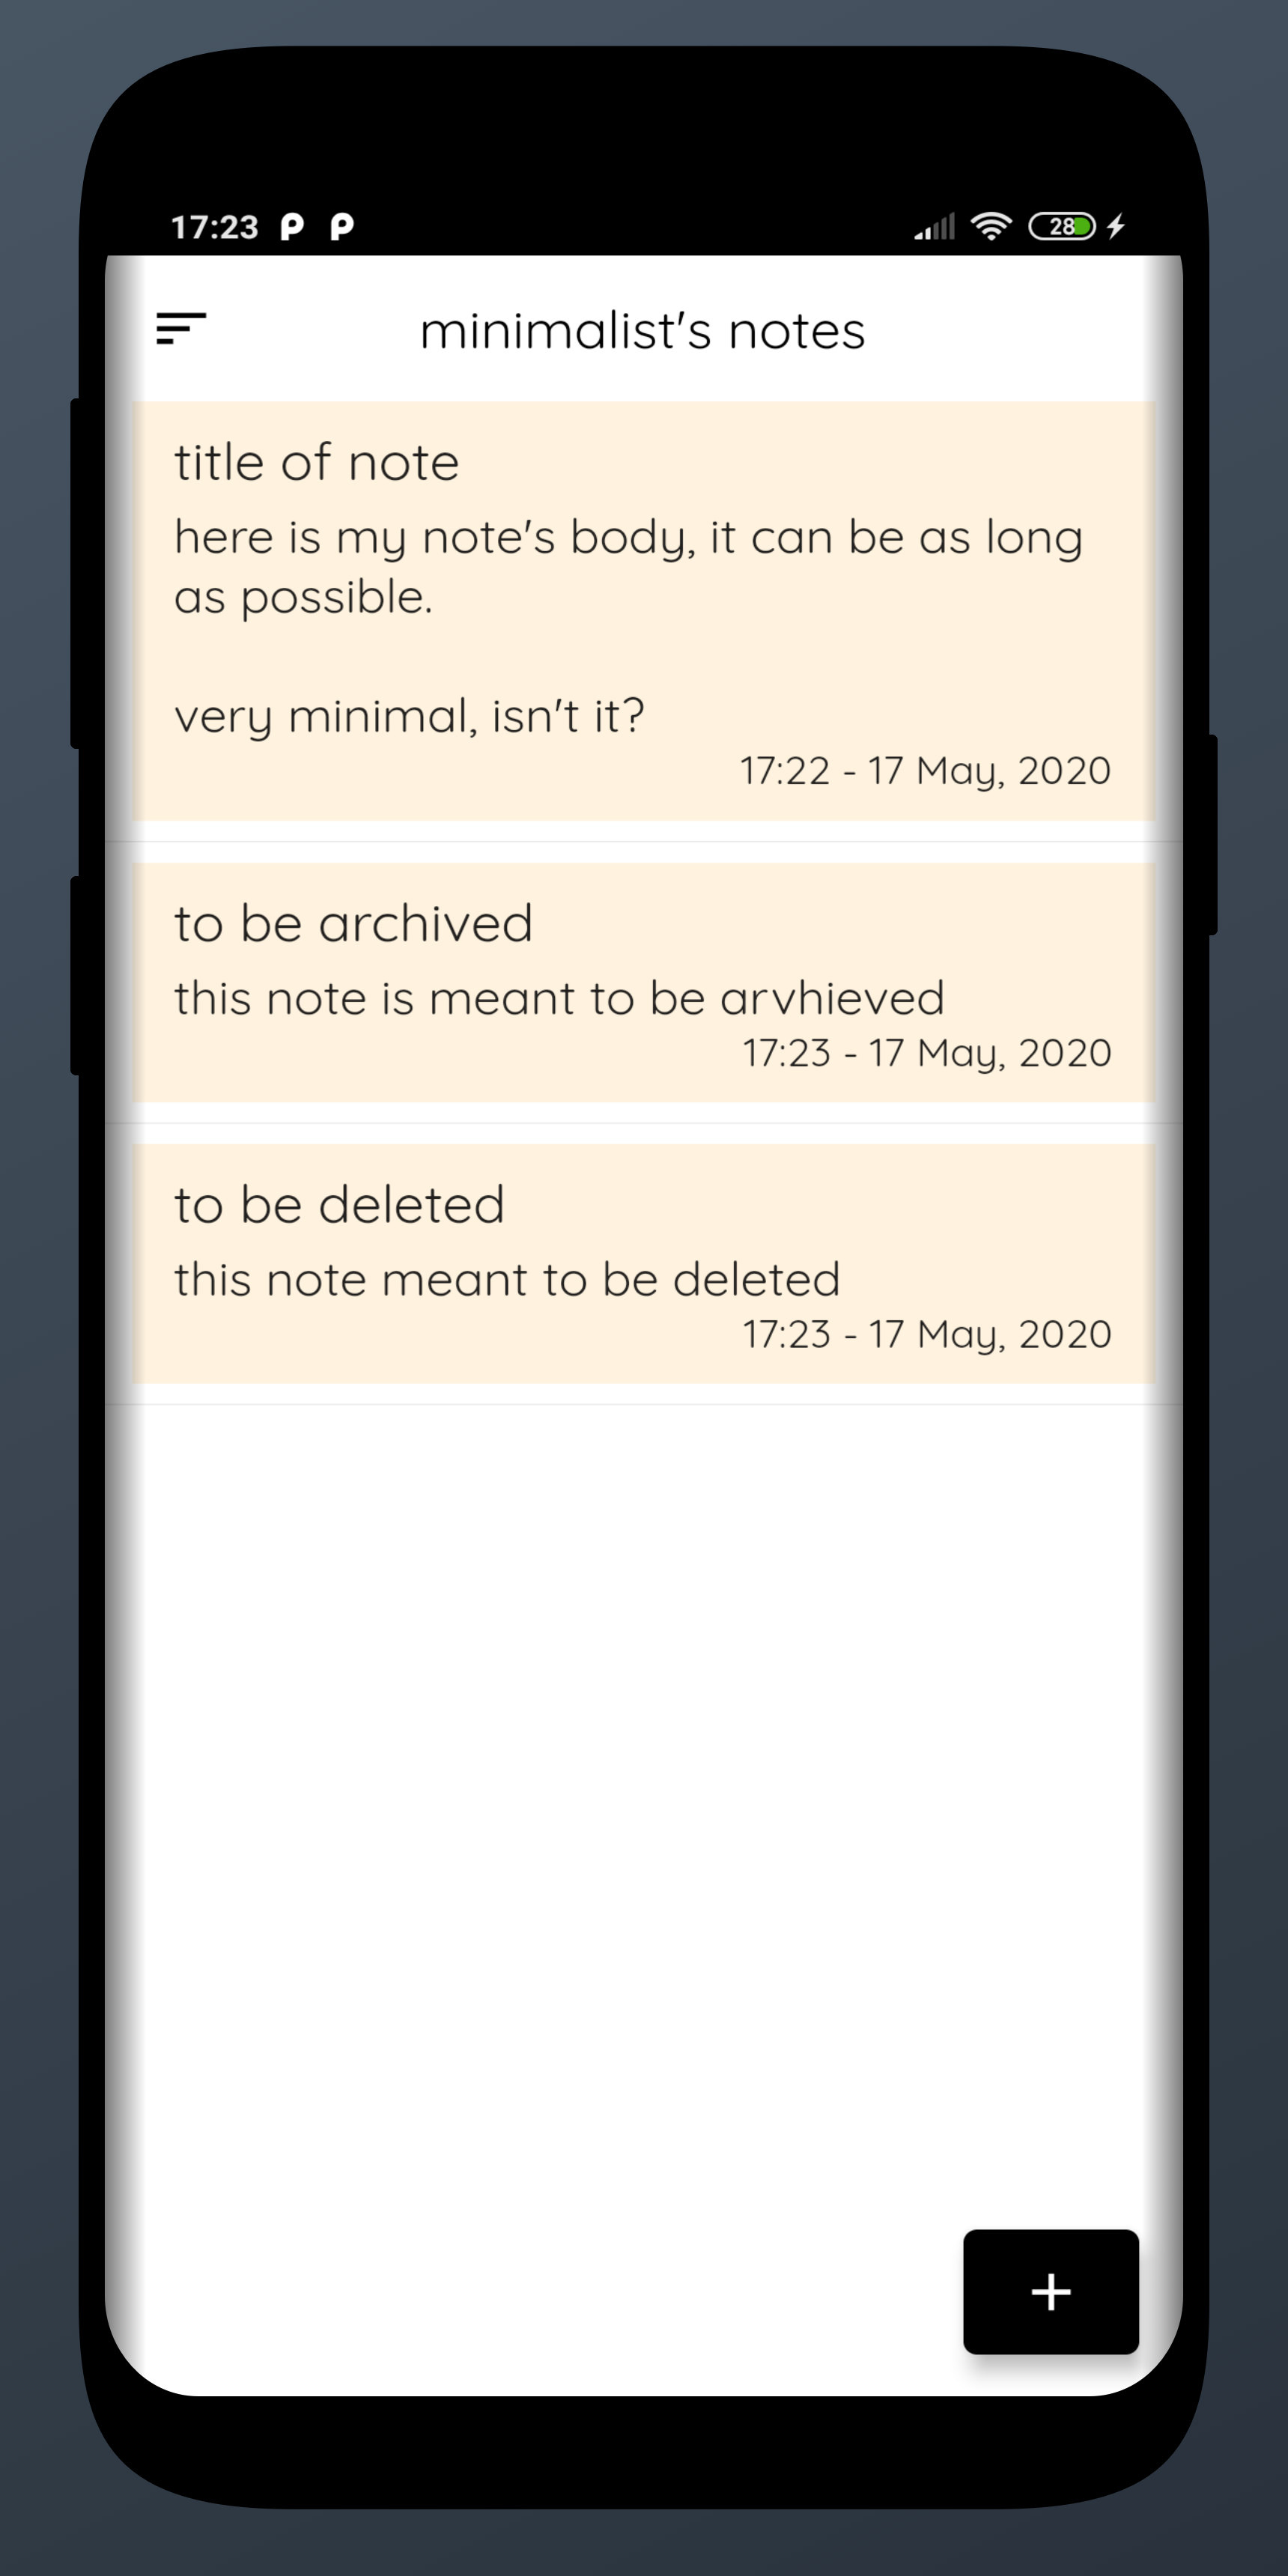 17:23
28
minimalist's notes
title of note
here is my note's body, it can be as long
as possible.
very minimal, isn't it?
17:22 - 17 May, 2020
to be archived
this note is meant to be arvhieved
17:23 - 17 May, 2020
to be deleted
this note meant to be deleted
17:23 - 17 May, 2020